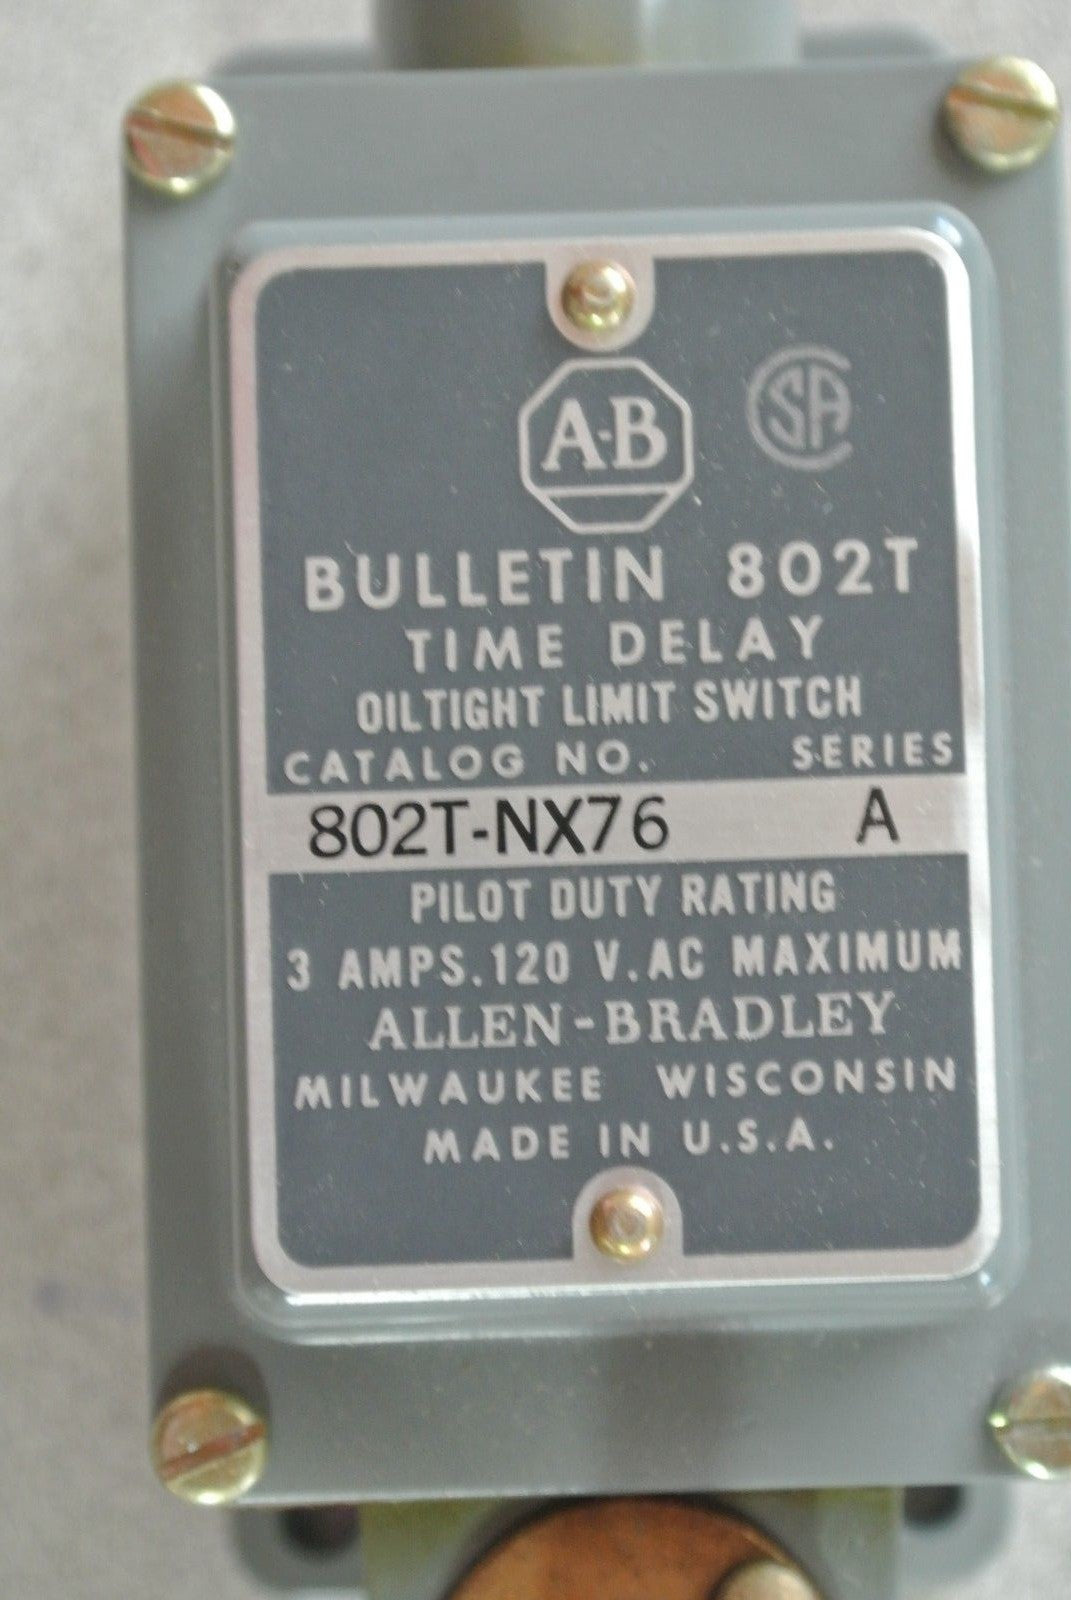 A-B
CSA
BULLETIN 802T
TIME DELAY
OILTIGHT LIMIT SWITCH
CATALOG NO. SERIES
802T-NX76 A
PILOT DUTY RATING
3 AMPS. 120 V. AC MAXIMUM
ALLEN-BRADLEY
MILWAUKEE WISCONSIN
MADE IN U.S.A.